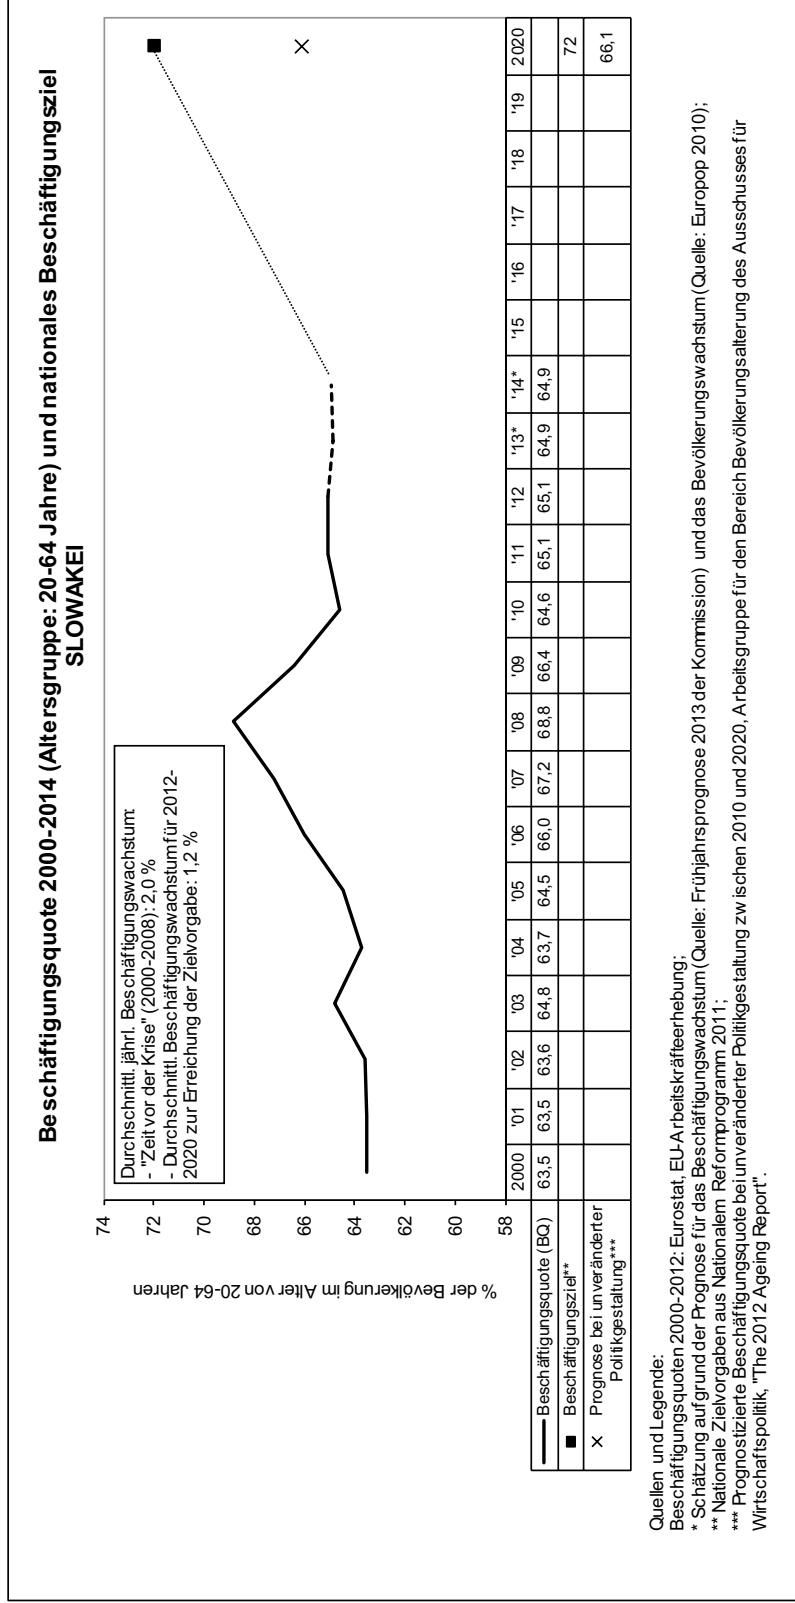 Beschäftigungsquote 2000-2014 (Altersgruppe: 20-64 Jahre) und nationales Beschäftigungsziel
SLOWAKEI
Durchschnittl. jährl. Beschäftigungswachstum:
- "Zeit vor der Krise" (2000-2008): 2,0 %
- Durchschnittl. Beschäftigungswachstum für 2012-
2020 zur Erreichung der Zielvorgabe: 1,2 %
% der Bevölkerung im Alter von 20-64 Jahren
74
72
70
68
66
64
62
60
58
2000 '01 '02 '03 '04 '05 '06 '07 '08 '09 '10 '11 '12 '13* '14* '15 '16 '17 '18 '19 2020
Beschäftigungsquote (BQ) 63,5 63,5 63,6 64,8 63,7 64,5 66,0 67,2 68,8 66,4 64,6 65,1 65,1 64,9 64,9
Beschäftigungsziel** 72
Prognose bei unveränderter 66,1
Politikgestaltung***
Quellen und Legende:
Beschäftigungsquoten 2000-2012: Eurostat, EU-Arbeitskräfteerhebung;
* Schätzung aufgrund der Prognose für das Beschäftigungswachstum (Quelle: Frühjahrsprognose 2013 der Kommission) und das Bevölkerungswachstum (Quelle: Europop 2010);
** Nationale Zielvorgaben aus Nationalem Reformprogramm 2011;
*** Prognostizierte Beschäftigungsquote bei unveränderter Politikgestaltung zwischen 2010 und 2020, Arbeitsgruppe für den Bereich Bevölkerungsalterung des Ausschusses für
Wirtschaftspolitik, "The 2012 Ageing Report".